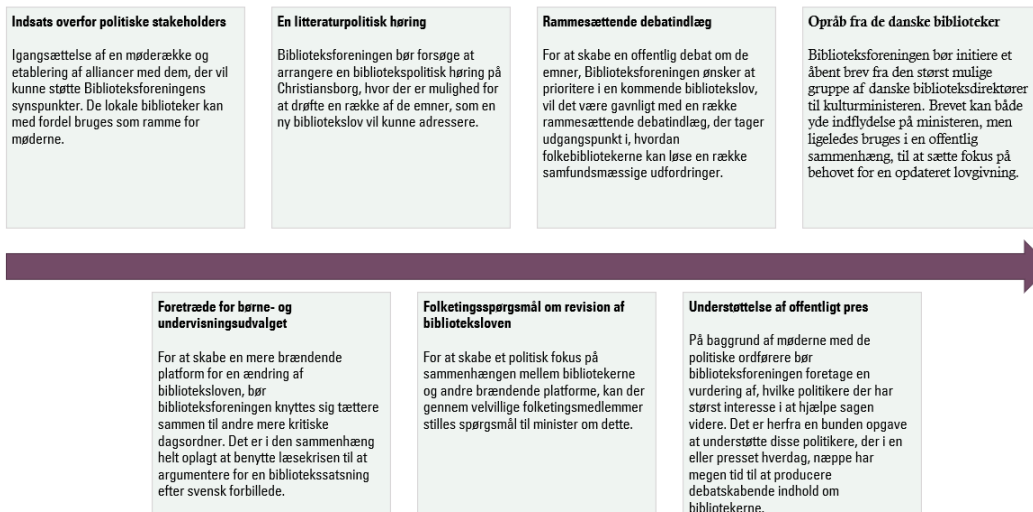 Indsats overfor politiske stakeholders
Igangsættelse af en møderække og
etablering af alliancer med dem, der vil
kunne støtte Biblioteksforeningens
synspunkter. De lokale biblioteker kan
med fordel bruges som ramme for
møderne.
En litteraturpolitisk høring
Biblioteksforeningen bør forsøge at
arrangere en bibliotekspolitisk høring på
Christiansborg, hvor der er mulighed for
at drøfte en række af de emner, som en
ny bibliotekslov vil kunne adressere.
Rammesættende debatindlæg
For at skabe en offentlig debat om de
emner, Biblioteksforeningen ønsker at
prioritere i en kommende bibliotekslov,
vil det være gavnligt med en række
rammesættende debatindlæg, der tager
udgangspunkt i, hvordan
folkebibliotekerne kan løse en række
samfundsmæssige udfordringer.
Opråb fra de danske biblioteker
Biblioteksforeningen bør initiere et
åbent brev fra den størst mulige
gruppe af danske biblioteksdirektører
til kulturministeren. Brevet kan både
yde indflydelse på ministeren, men
ligeledes bruges i en offentlig
sammenhæng, til at sætte fokus på
behovet for en opdateret lovgivning.
Foretræde for børne- og
undervisningsudvalget
For at skabe en mere brændende
platform for en ændring af
biblioteksloven, bør
biblioteksforeningen knyttes sig tættere
sammen til andre mere kritiske
dagsordner. Det er i den sammenhæng
helt oplagt at benytte læsekrisen til at
argumentere for en bibliotekssatsning
efter svensk forbillede.
Folketingsspørgsmål om revision af
biblioteksloven
For at skabe et politisk fokus på
sammenhængen mellem bibliotekerne
og andre brændende platforme, kan der
gennem velvillige folketingsmedlemmer
stilles spørgsmål til minister om dette.
Understøttelse af offentligt pres
På baggrund af møderne med de
politiske ordførere bør
biblioteksforeningen foretage en
vurdering af, hvilke politikere der har
størst interesse i at hjælpe sagen
videre. Det er herfra en bunden opgave
at understøtte disse politikere, der i en
eller presset hverdag, næppe har
megen tid til at producere
debatskabende indhold om
bibliotekerne.